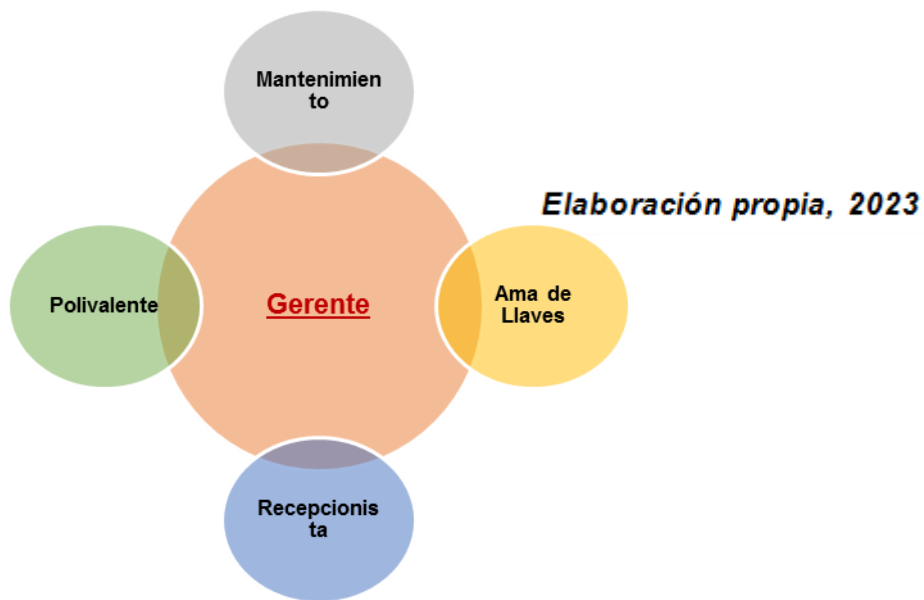 Mantenimien
to
Elaboración propia, 2023
Polivalente
Gerente
Ama de
Llaves
Recepcionis
ta